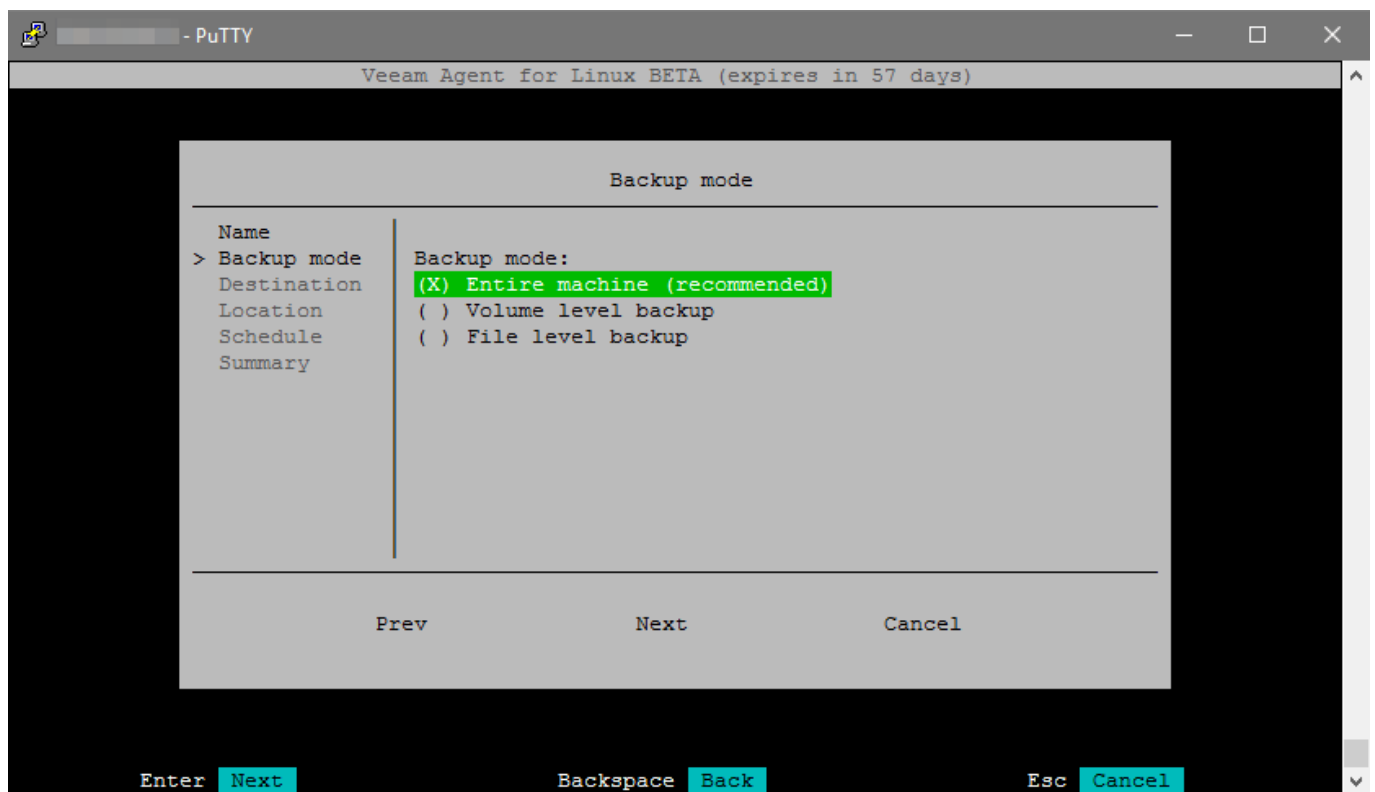 - PuTTY
Veeam Agent for Linux BETA (expires in 57 days)
Backup mode
Name
> Backup mode
Destination
Location
Schedule
Summary
Backup mode:
(X) Entire machine (recommended)
( ) Volume level backup
( ) File level backup
Prev Next Cancel
Enter Next Backspace Back Esc Cancel